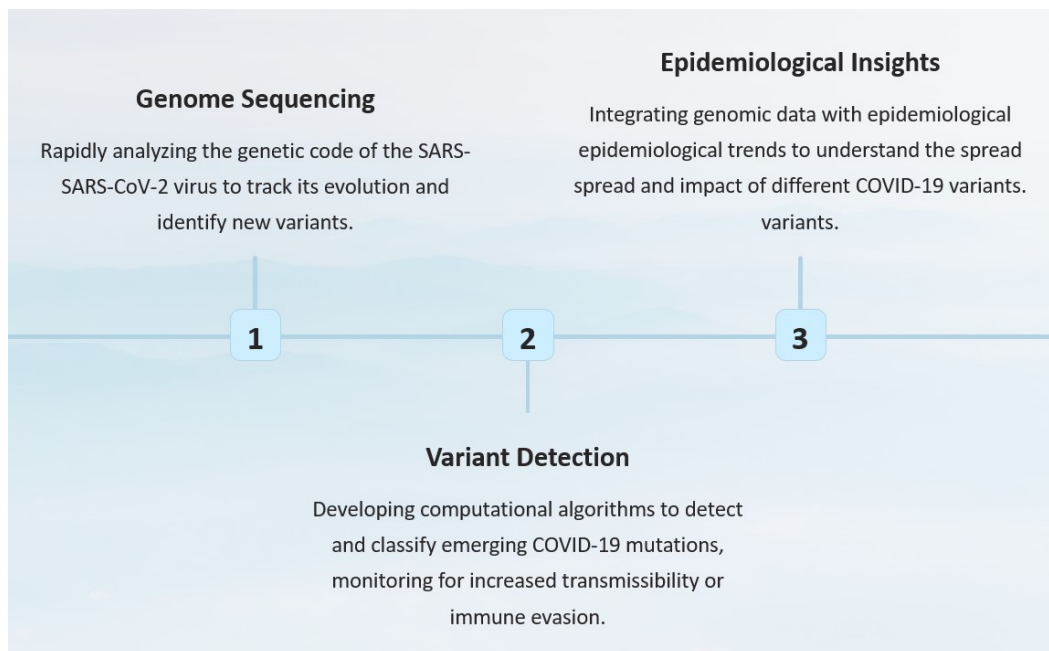 Genome Sequencing
Rapidly analyzing the genetic code of the SARS-
SARS-CoV-2 virus to track its evolution and
identify new variants.
1
2
Variant Detection
Developing computational algorithms to detect
and classify emerging COVID-19 mutations,
monitoring for increased transmissibility or
immune evasion.
3
Epidemiological Insights
Integrating genomic data with epidemiological
epidemiological trends to understand the spread
spread and impact of different COVID-19 variants.
variants.